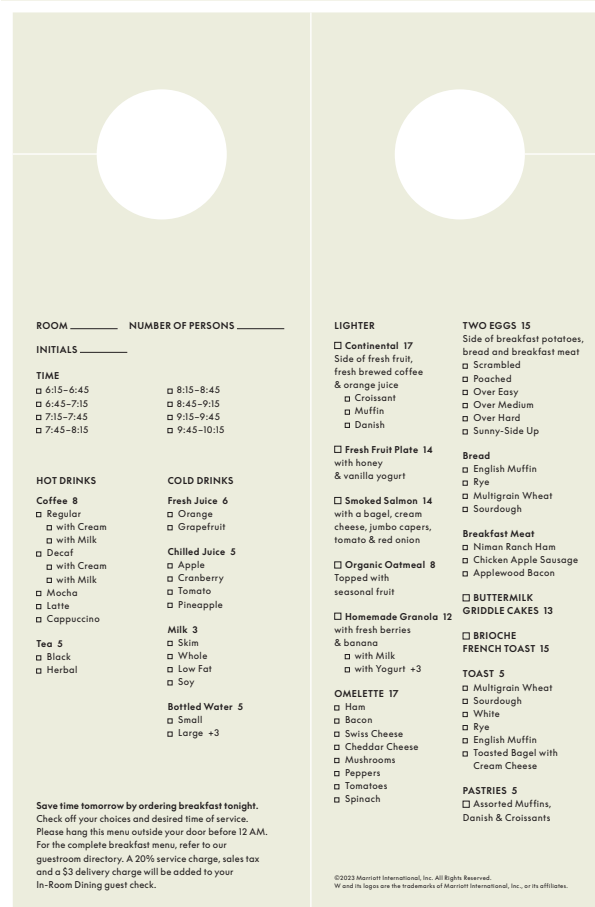 ROOM ________ NUMBER OF PERSONS ________
INITIALS ________
TIME
6:15–6:45
6:45–7:15
7:15–7:45
7:45–8:15
8:15–8:45
8:45–9:15
9:15–9:45
9:45–10:15
HOT DRINKS
Coffee 8
Regular
with Cream
with Milk
Decaf
with Cream
with Milk
Mocha
Latte
Cappuccino
Tea 5
Black
Herbal
COLD DRINKS
Fresh Juice 6
Orange
Grapefruit
Chilled Juice 5
Apple
Cranberry
Tomato
Pineapple
Milk 3
Skim
Whole
Low Fat
Soy
Bottled Water 5
Small
Large +3
Save time tomorrow by ordering breakfast tonight.
Check off your choices and desired time of service.
Please hang this menu outside your door before 12 AM.
For the complete breakfast menu, refer to our
guestroom directory. A 20% service charge, sales tax
and a $3 delivery charge will be added to your
In-Room Dining guest check.
LIGHTER
Continental 17
Side of fresh fruit,
fresh brewed coffee
& orange juice
Croissant
Muffin
Danish
Fresh Fruit Plate 14
with honey
& vanilla yogurt
Smoked Salmon 14
with a bagel, cream
cheese, jumbo capers,
tomato & red onion
Organic Oatmeal 8
Topped with
seasonal fruit
Homemade Granola 12
with fresh berries
& banana
with Milk
with Yogurt +3
OMELETTE 17
Ham
Bacon
Swiss Cheese
Cheddar Cheese
Mushrooms
Peppers
Tomatoes
Spinach
TWO EGGS 15
Side of breakfast potatoes,
bread and breakfast meat
Scrambled
Poached
Over Easy
Over Medium
Over Hard
Sunny-Side Up
Bread
English Muffin
Rye
Multigrain Wheat
Sourdough
Breakfast Meat
Niman Ranch Ham
Chicken Apple Sausage
Applewood Bacon
BUTTERMILK
GRIDDLE CAKES 13
BRIOCHE
FRENCH TOAST 15
TOAST 5
Multigrain Wheat
Sourdough
White
Rye
English Muffin
Toasted Bagel with
Cream Cheese
PASTRIES 5
Assorted Muffins,
Danish & Croissants
©2023 Marriott International, Inc. All Rights Reserved.
W and its logos are the trademarks of Marriott International, Inc., or its affiliates.